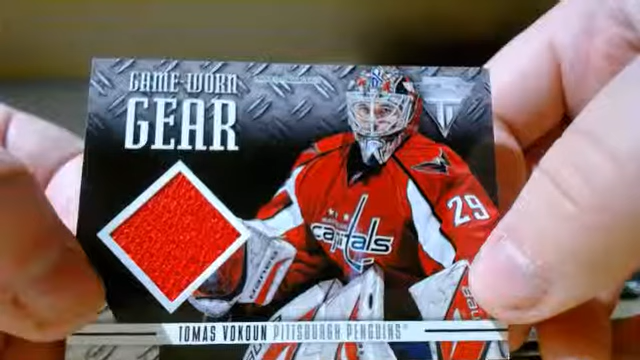 GAME-WORN
GEAR
T
29
capitals
TOMAS VOKOUN PITTSBURGH PENGUINS